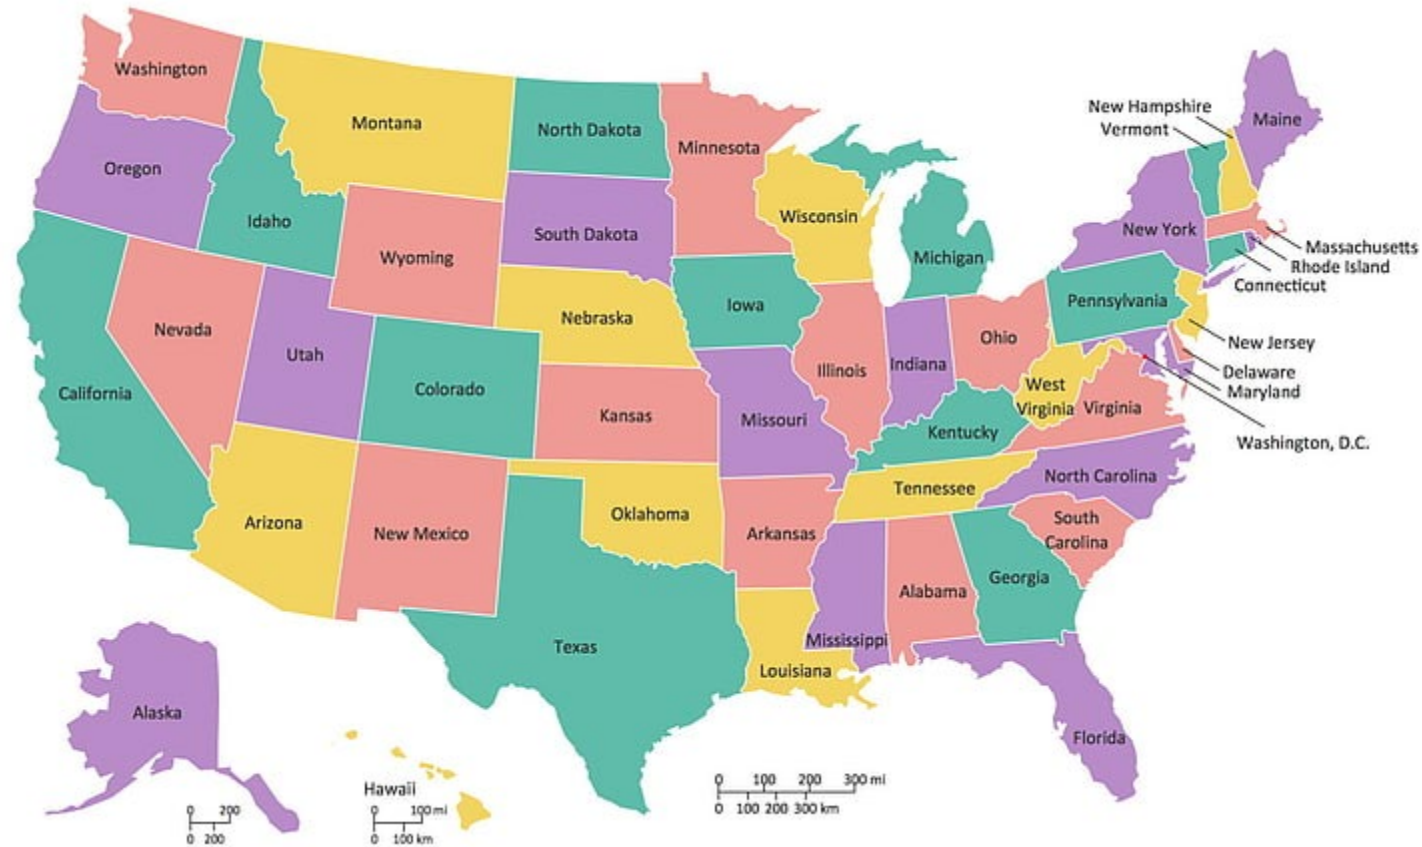 Washington
Montana
North Dakota
Minnesota
New Hampshire
Vermont
Maine
Oregon
Idaho
Wyoming
South Dakota
Wisconsin
Michigan
New York
Massachusetts
Rhode Island
Connecticut
Nevada
Utah
California
Colorado
Nebraska
Iowa
Illinois
Indiana
Ohio
Pennsylvania
New Jersey
Delaware
Maryland
Washington, D.C.
West
Virginia
Virginia
Kansas
Missouri
Kentucky
Arizona
New Mexico
Oklahoma
Arkansas
Tennessee
North Carolina
South
Carolina
Texas
Louisiana
Mississippi
Alabama
Georgia
Florida
Alaska
0 200
0 200
Hawaii
0 100 mi
0 100 km
0 100 200 300 mi
0 100 200 300 km